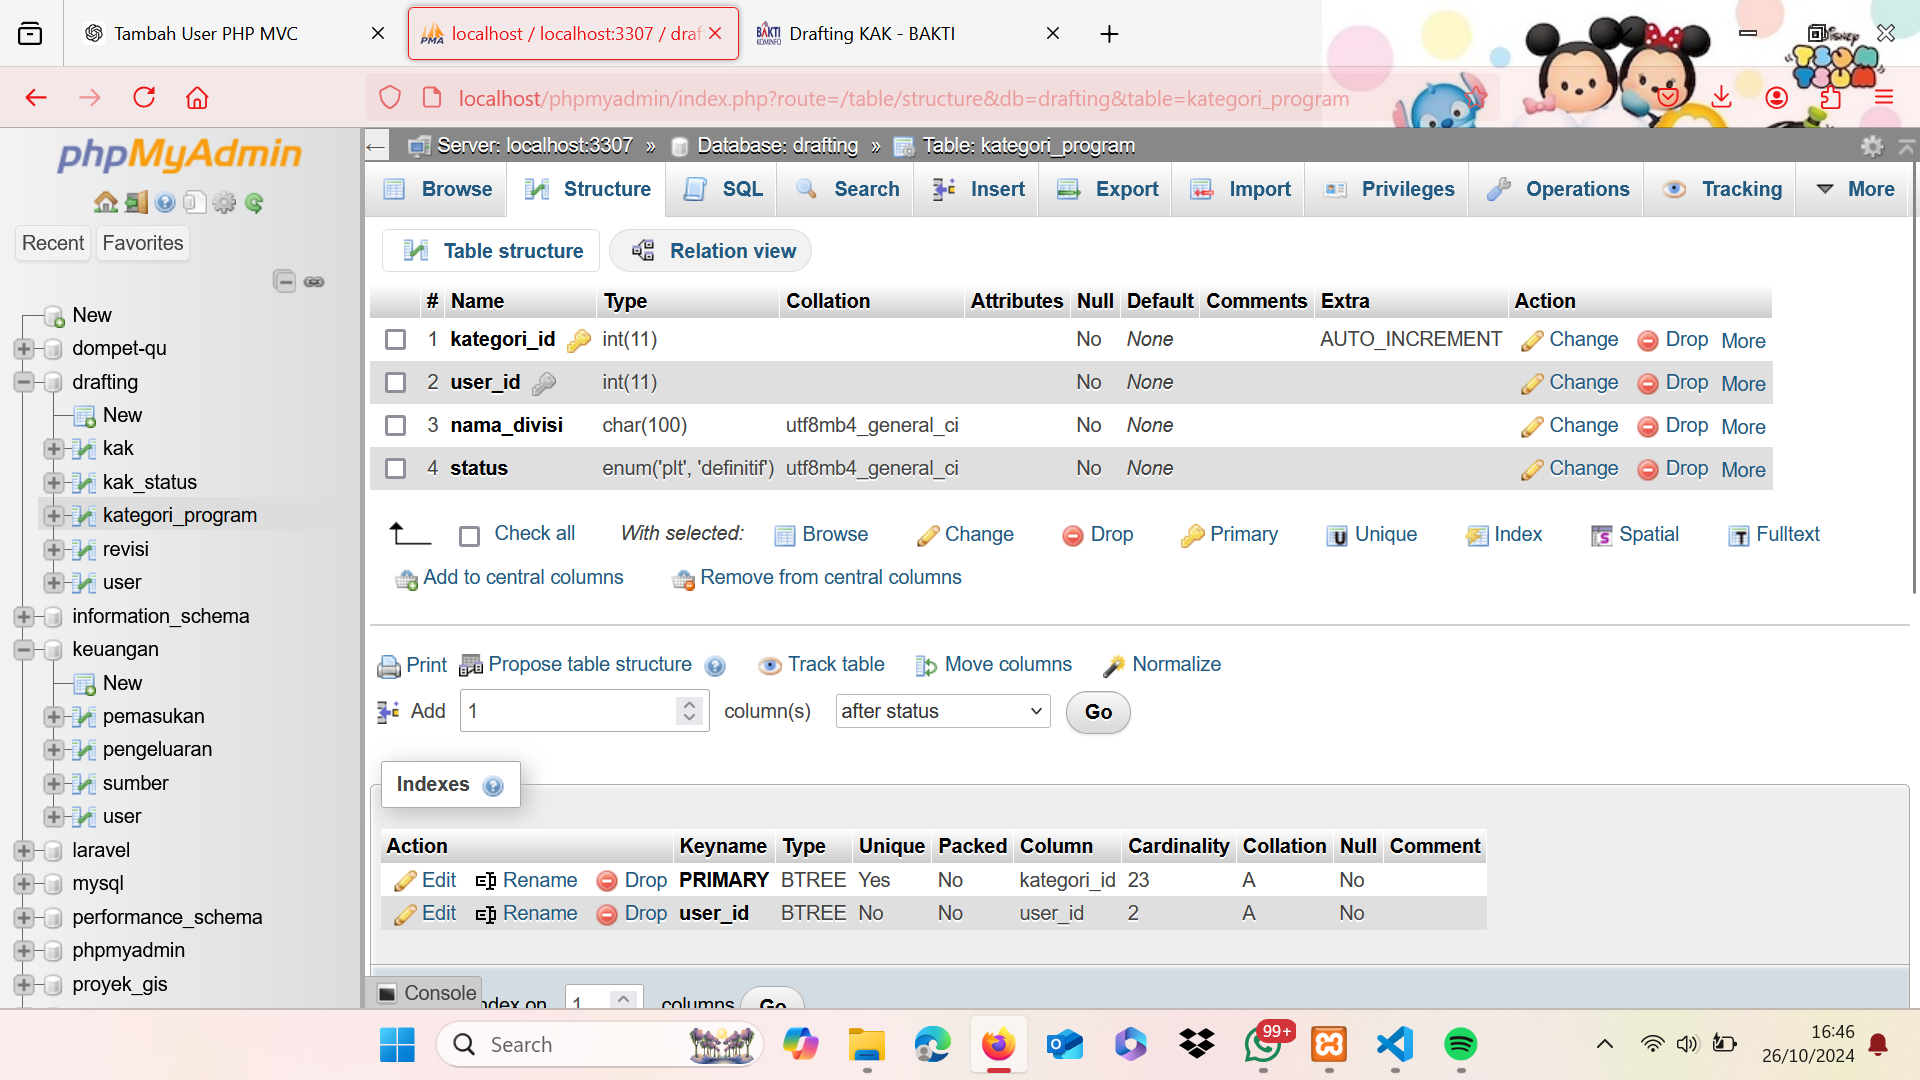 Tambah User PHP MVC
localhost / localhost:3307 / draf
Drafting KAK - BAKTI
localhost/phpmyadmin/index.php?route=/table/structure&db=drafting&table=kategori_program
phpMyAdmin
Recent
Favorites
New
dompet-qu
drafting
New
kak
kak_status
kategori_program
revisi
user
information_schema
keuangan
New
pemasukan
pengeluaran
sumber
user
laravel
mysql
performance_schema
phpmyadmin
proyek_gis
Server: localhost:3307 » Database: drafting » Table: kategori_program
Browse Structure SQL Search Insert Export Import Privileges Operations Tracking More
Table structure Relation view
# Name Type Collation Attributes Null Default Comments Extra Action
1 kategori_id int(11) No None AUTO_INCREMENT Change Drop More
2 user_id int(11) No None Change Drop More
3 nama_divisi char(100) utf8mb4_general_ci No None Change Drop More
4 status enum('plt', 'definitif') utf8mb4_general_ci No None Change Drop More
Check all With selected: Browse Change Drop Primary Unique Index Spatial Fulltext
Add to central columns Remove from central columns
Print Propose table structure Track table Move columns Normalize
Add 1 column(s) after status Go
Indexes
Action Keyname Type Unique Packed Column Cardinality Collation Null Comment
Edit Rename Drop PRIMARY BTREE Yes No kategori_id 23 A No
Edit Rename Drop user_id BTREE No No user_id 2 A No
Console
ndex on 1 columns Go
Search
99+
16:46
26/10/2024